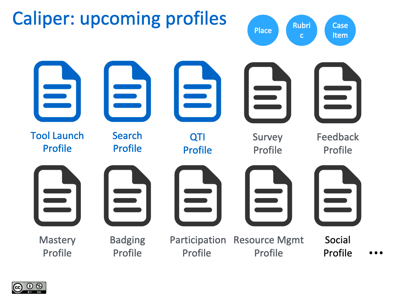 Caliper: upcoming profiles
Place
Rubri
c
Case
Item
Tool Launch
Profile
Search
Profile
QTI
Profile
Survey
Profile
Feedback
Profile
Mastery
Profile
Badging
Profile
Participation
Profile
Resource Mgmt
Profile
Social
Profile
...